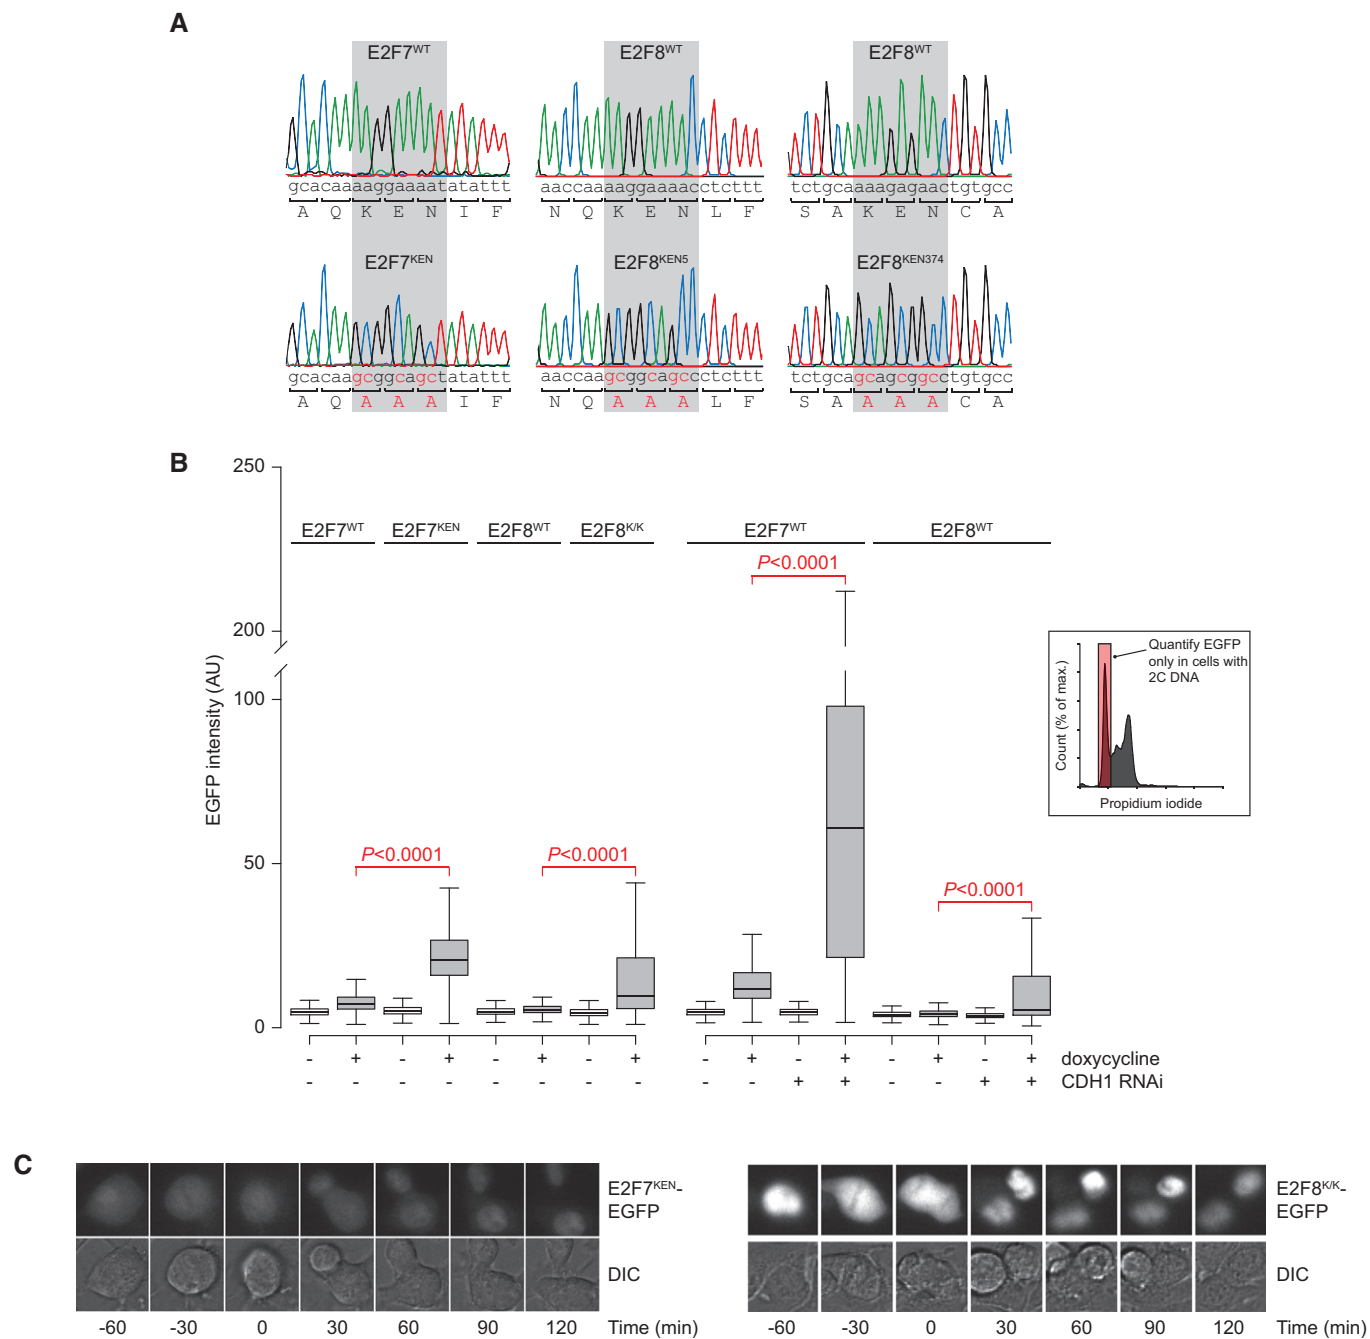 A
E2F7WT E2F8WT E2F8WT
gcacaaaaggaaaatatattt aaccaaaaggaaaacctcttt tctgcaaaagagaactgtgcc
A Q K E N I F N Q K E N L F S A K E N C A
E2F7KEN E2F8KEN5 E2F8KEN374
gcacaagcggcagctatattt aaccaagcggcagccctcttt tctgcagcagcggcctgtgcc
A Q A A A I F N Q A A A L F S A A A A C A
B
250
E2F7WT E2F7KEN E2F8WT E2F8K/K E2F7WT E2F8WT
P<0.0001
200
Quantify EGFP
only in cells with
2C DNA
Count (% of max.)
Propidium iodide
EGFP intensity (AU)
100
P<0.0001 P<0.0001
50
P<0.0001
0
- + - + - + - + - + - + - + - + doxycycline
- - - - - - - - - - + + - - + + CDH1 RNAi
C
E2F7KEN-
EGFP
DIC
-60 -30 0 30 60 90 120 Time (min)
E2F8K/K-
EGFP
DIC
-60 -30 0 30 60 90 120 Time (min)